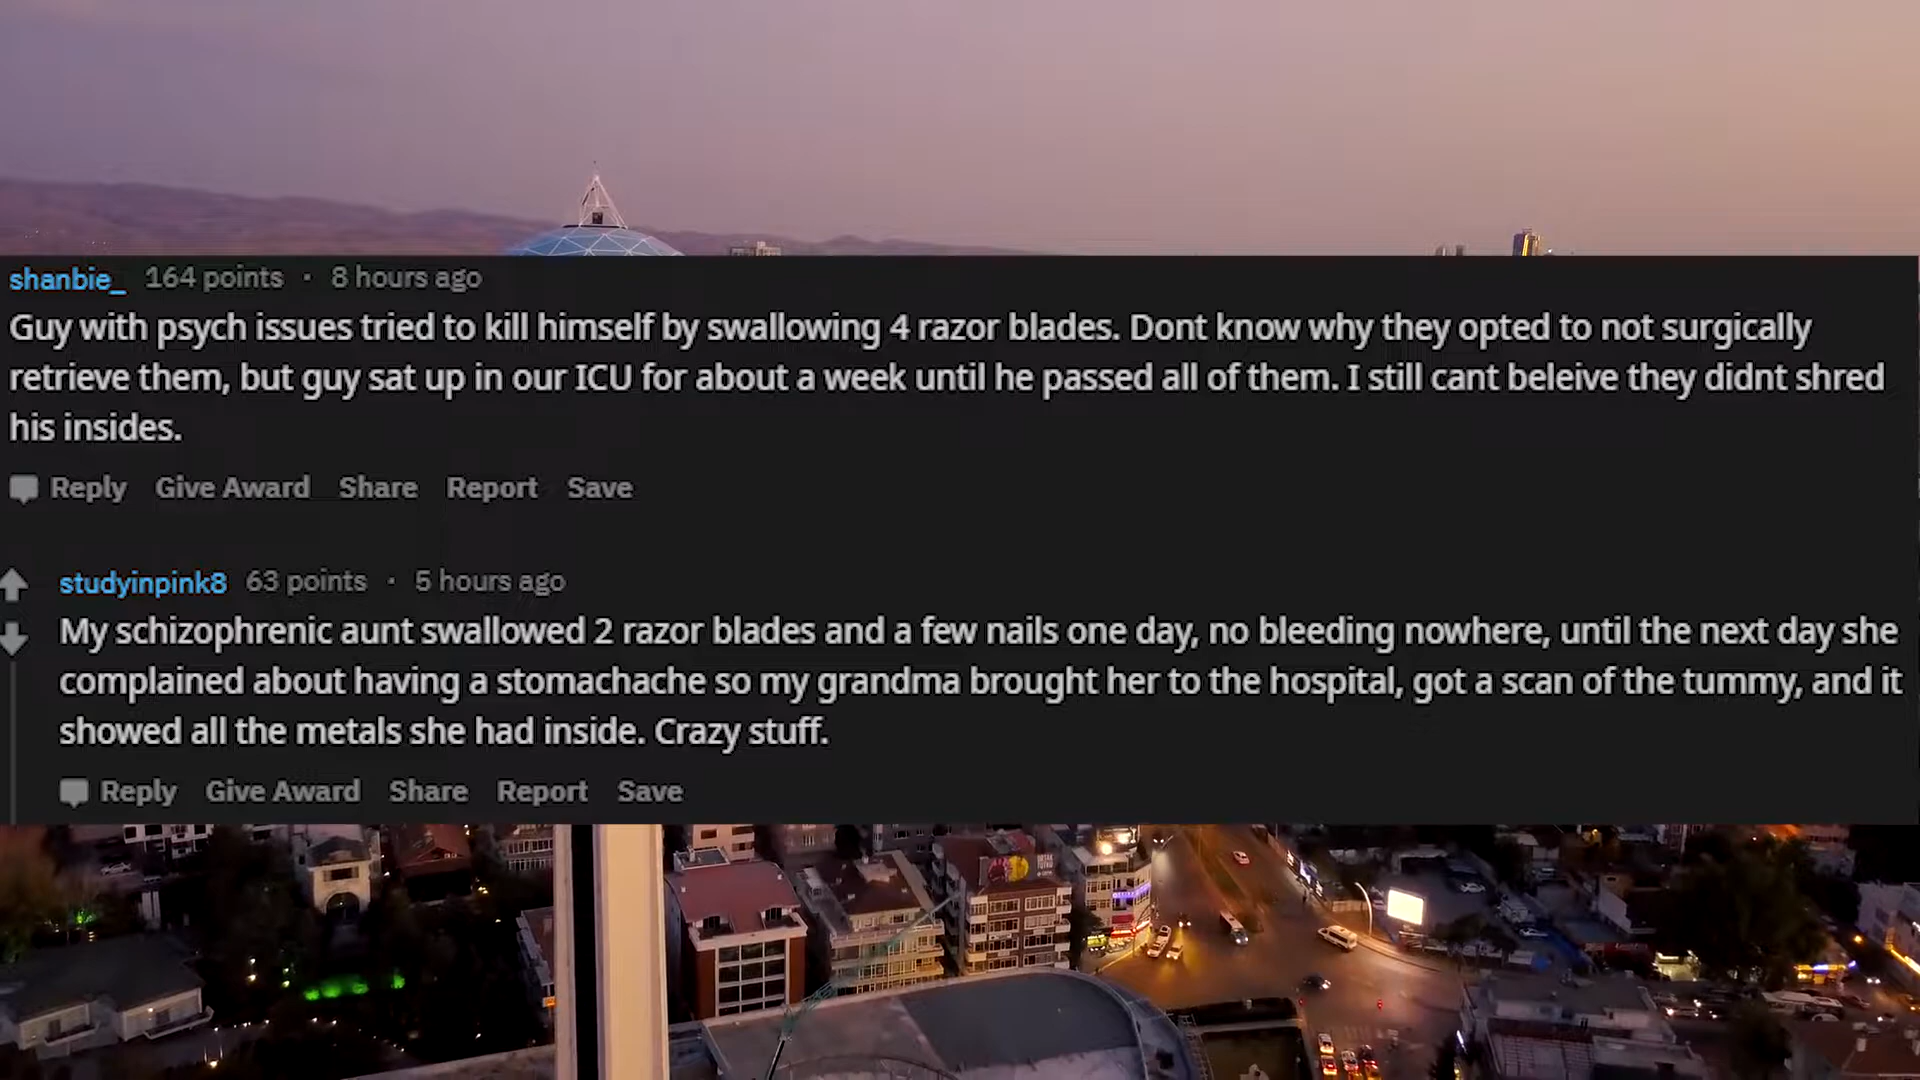 shanbie_ 164 points · 8 hours ago
Guy with psych issues tried to kill himself by swallowing 4 razor blades. Dont know why they opted to not surgically
retrieve them, but guy sat up in our ICU for about a week until he passed all of them. I still cant beleive they didnt shred
his insides.
Reply Give Award Share Report Save
studyinpink8 63 points · 5 hours ago
My schizophrenic aunt swallowed 2 razor blades and a few nails one day, no bleeding nowhere, until the next day she
complained about having a stomachache so my grandma brought her to the hospital, got a scan of the tummy, and it
showed all the metals she had inside. Crazy stuff.
Reply Give Award Share Report Save